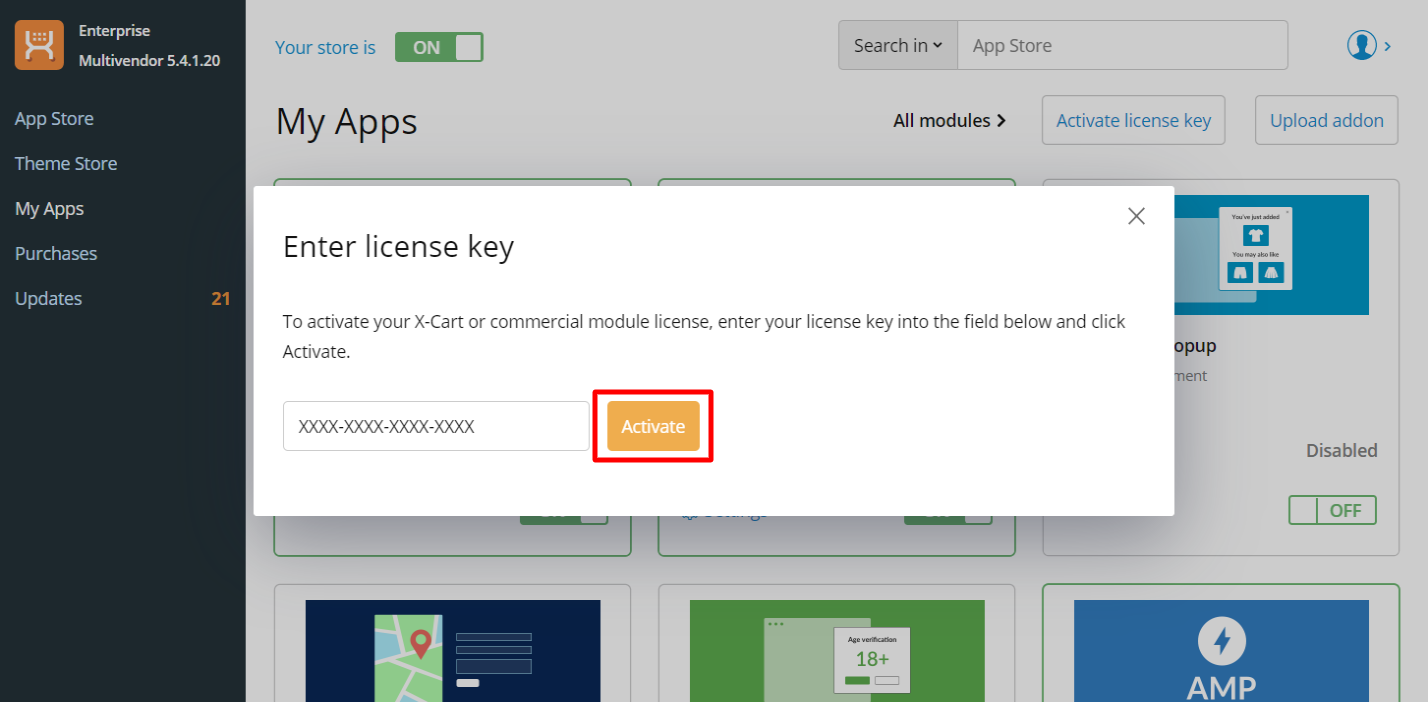 Enterprise
Multivendor 5.4.1.20
Your store is
ON
Search in
App Store
App Store
Theme Store
My Apps
Purchases
Updates 21
My Apps
All modules
Activate license key
Upload addon
Enter license key
To activate your X-Cart or commercial module license, enter your license key into the field below and click
Activate.
XXXX-XXXX-XXXX-XXXX
Activate
You've just added
You may also like
opup
ment
Disabled
OFF
Age verification
18+
AMP